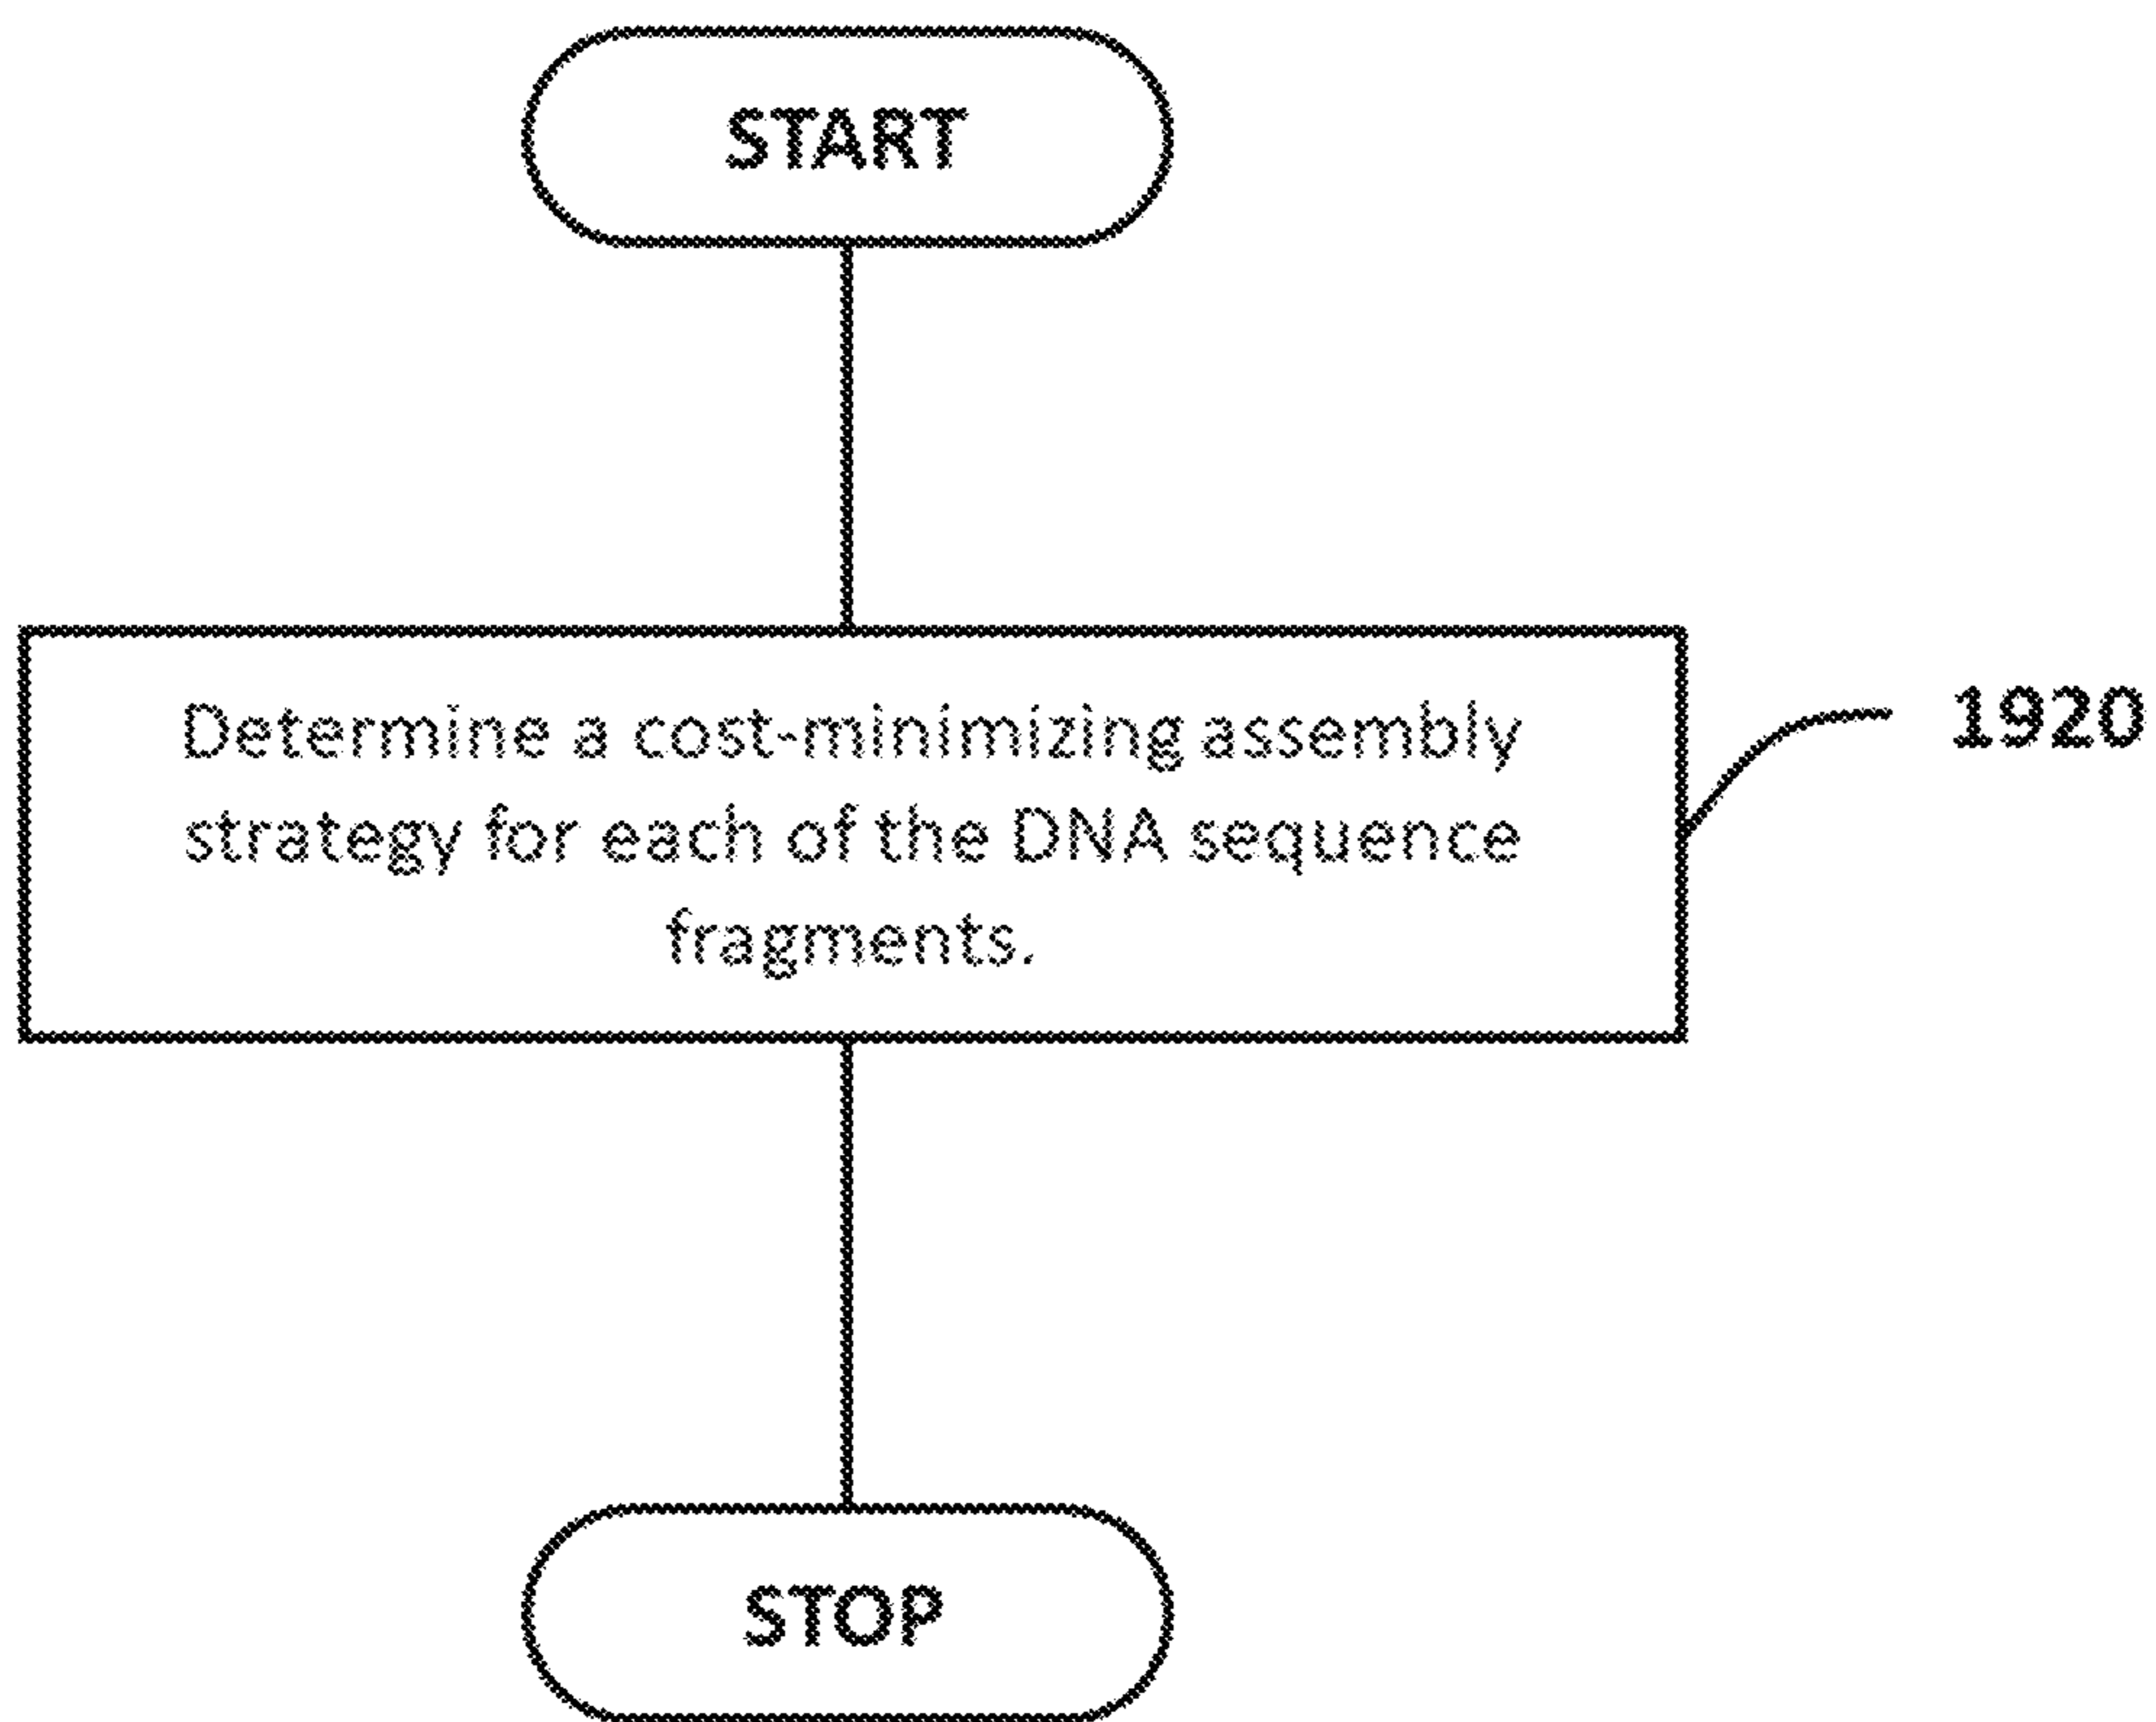 START
Determine a cost-minimizing assembly
strategy for each of the DNA sequence
fragments.
1920
STOP